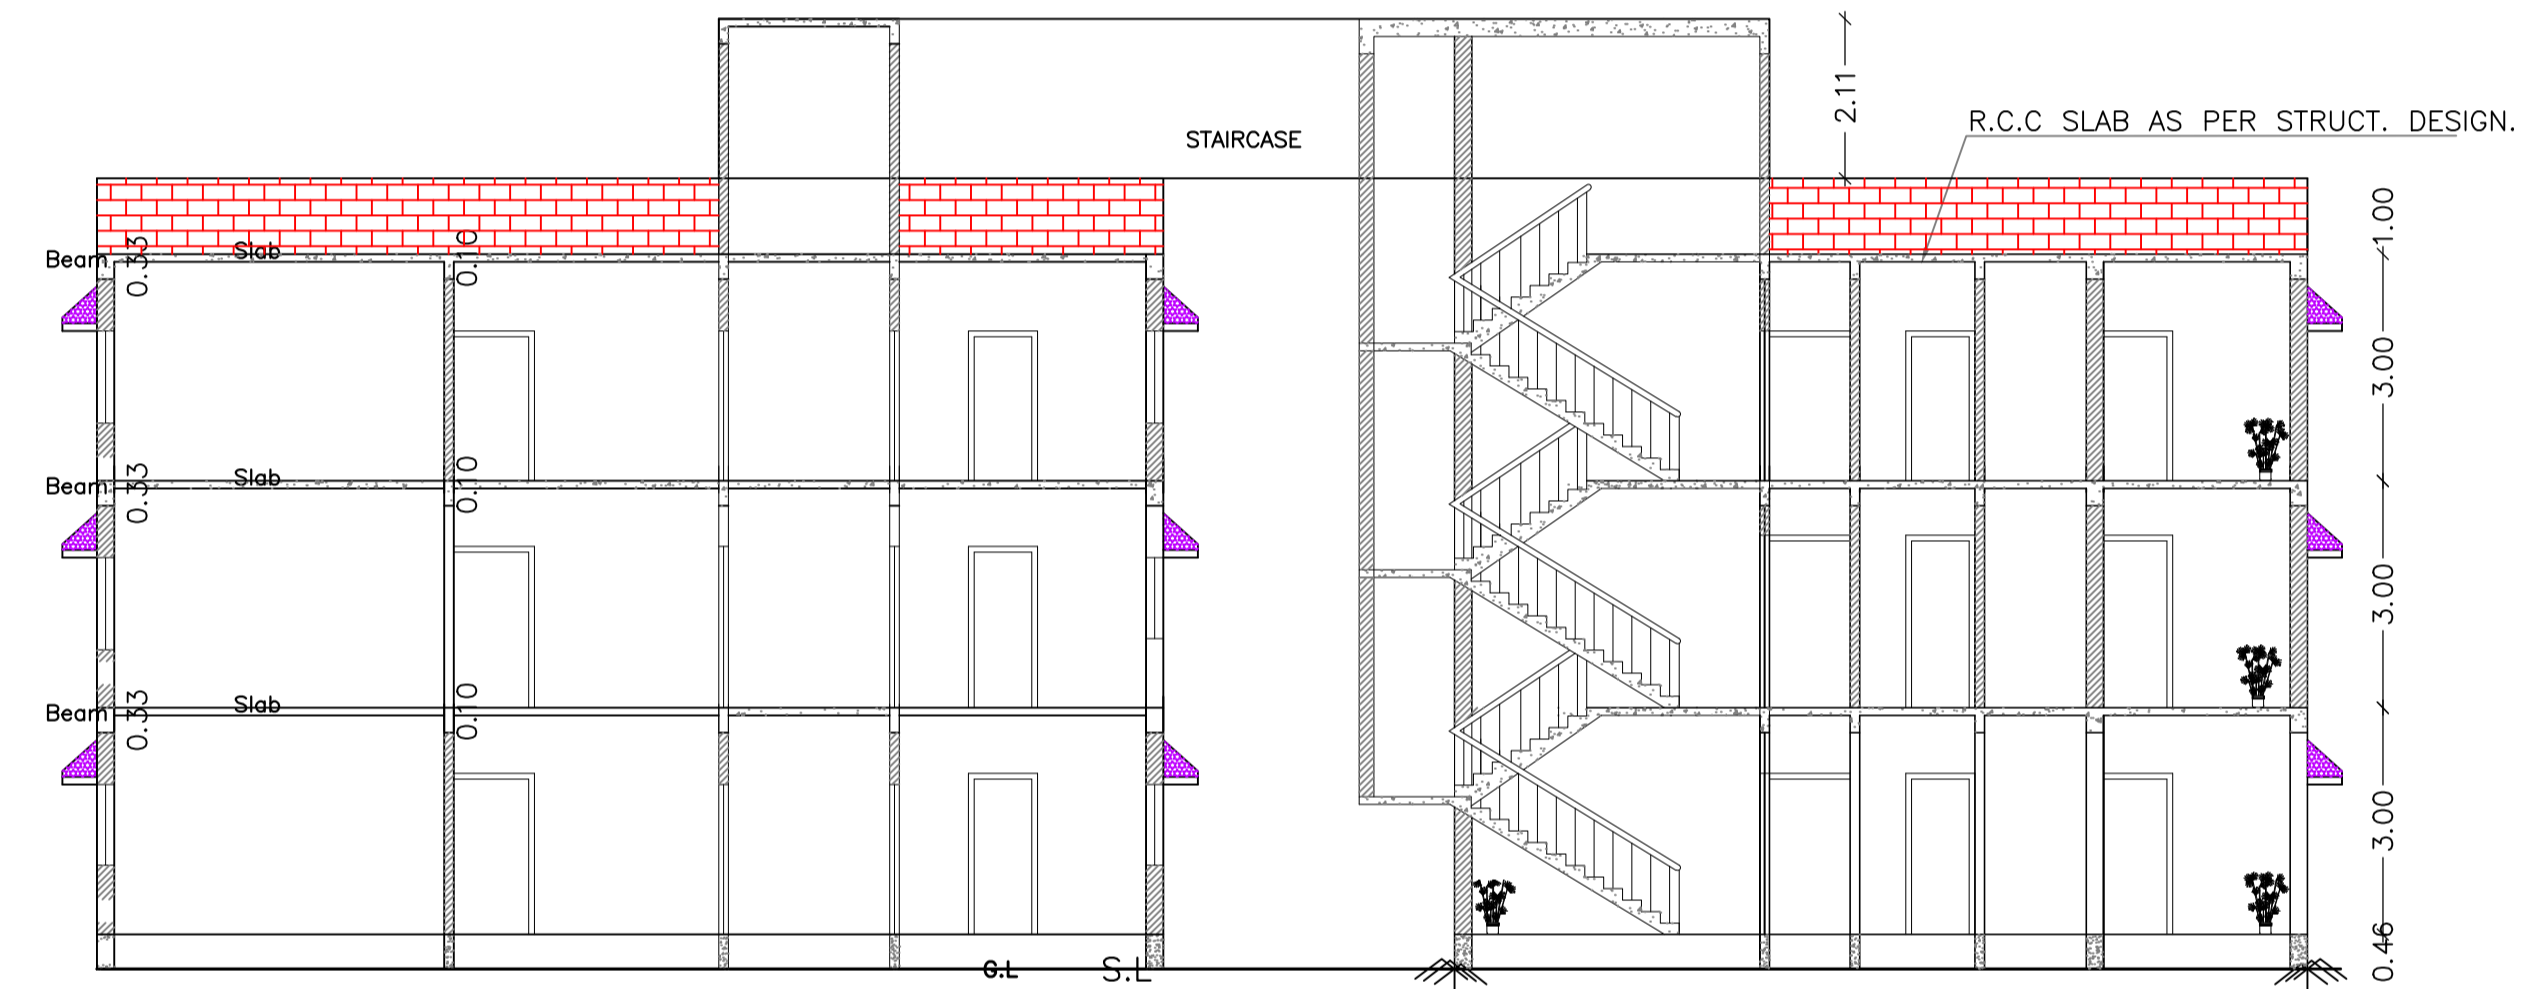 2.11
R.C.C SLAB AS PER STRUCT. DESIGN.
STAIRCASE
1.00
Beam
0.33
Slab
0.10
3.00
Beam
0.33
Slab
0.10
3.00
Beam
0.33
Slab
0.10
3.00
0.46
G.L
S.L